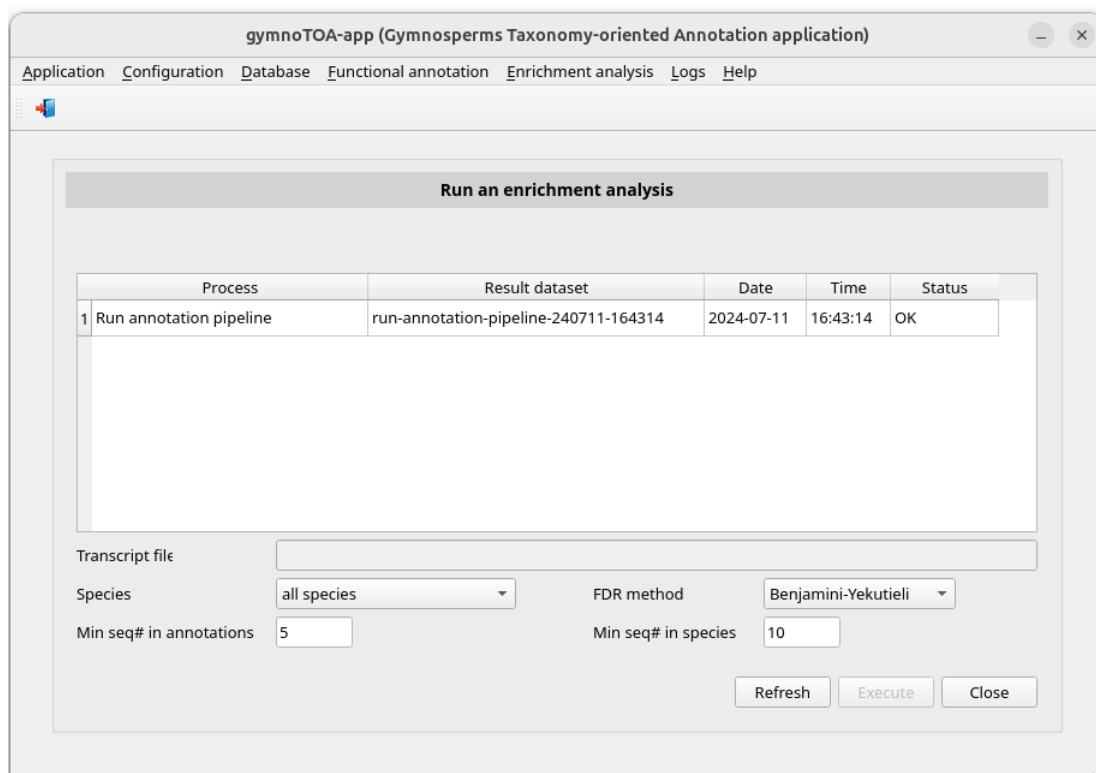 gymnoTOA-app (Gymnosperms Taxonomy-oriented Annotation application)
Application Configuration Database Functional annotation Enrichment analysis Logs Help
Run an enrichment analysis
Process Result dataset Date Time Status
1 Run annotation pipeline run-annotation-pipeline-240711-164314 2024-07-11 16:43:14 OK
Transcript file
Species all species FDR method Benjamini-Yekutieli
Min seq# in annotations 5 Min seq# in species 10
Refresh Execute Close